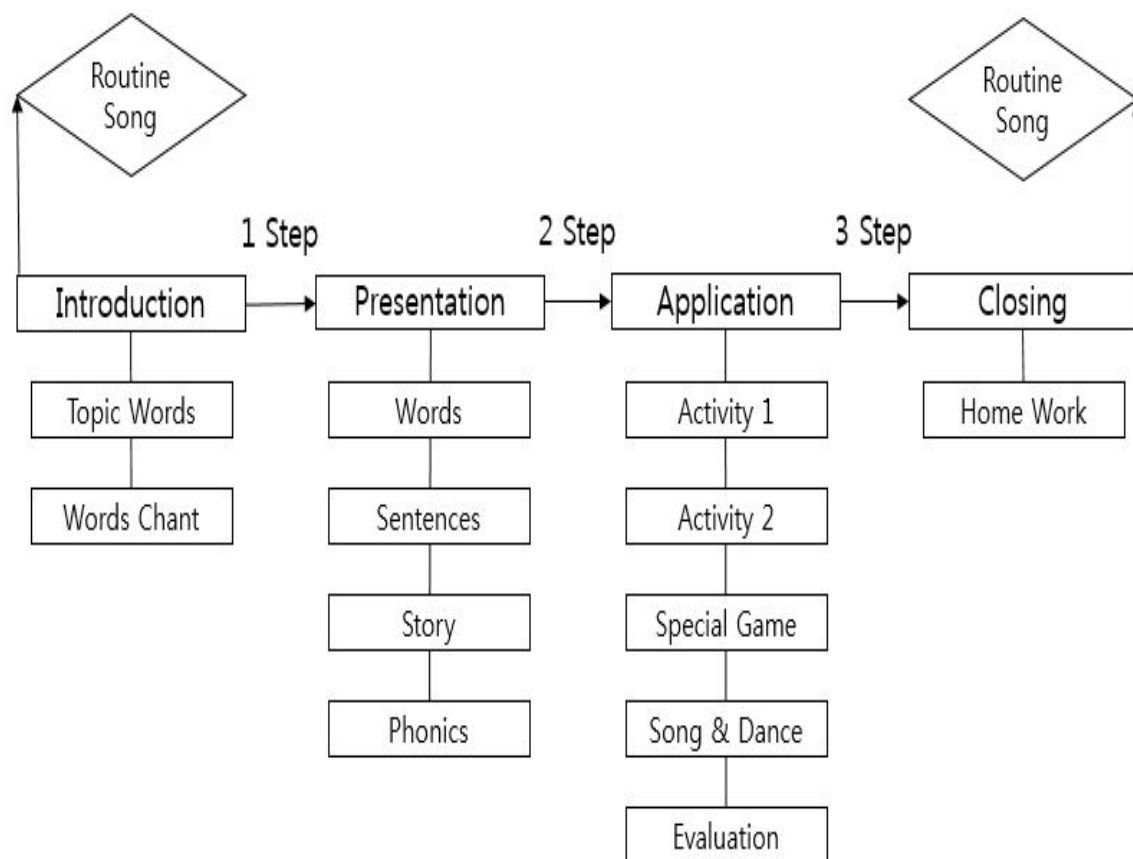 Routine
Song
Routine
Song
1 Step
2 Step
3 Step
Introduction
Presentation
Application
Closing
Topic Words
Words
Activity 1
Home Work
Words Chant
Sentences
Activity 2
Story
Special Game
Phonics
Song & Dance
Evaluation